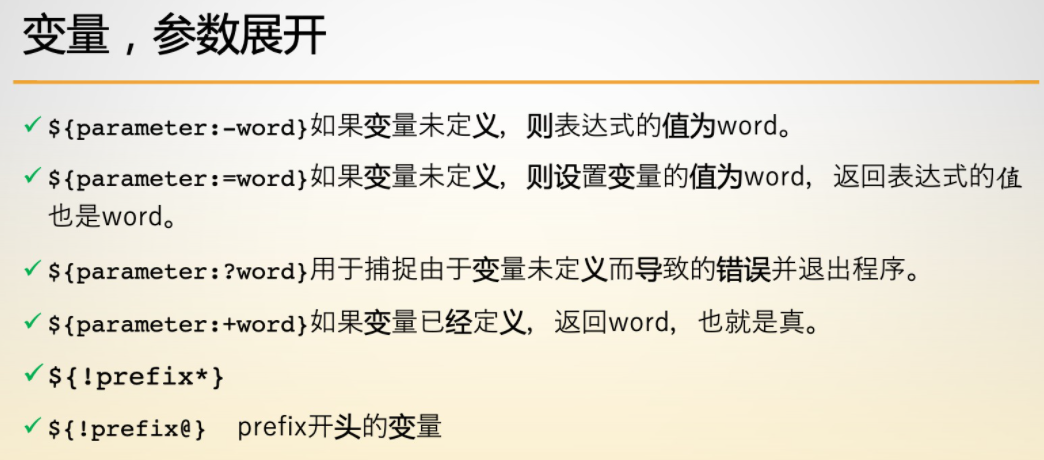 变量，参数展开
✓ ${parameter:-word}如果变量未定义，则表达式的值为word。
✓ ${parameter:=word}如果变量未定义，则设置变量的值为word，返回表达式的值
也是word。
✓ ${parameter:?word}用于捕捉由于变量未定义而导致的错误并退出程序。
✓ ${parameter:+word}如果变量已经定义，返回word，也就是真。
✓ ${!prefix*}
✓ ${!prefix@} prefix开头的变量